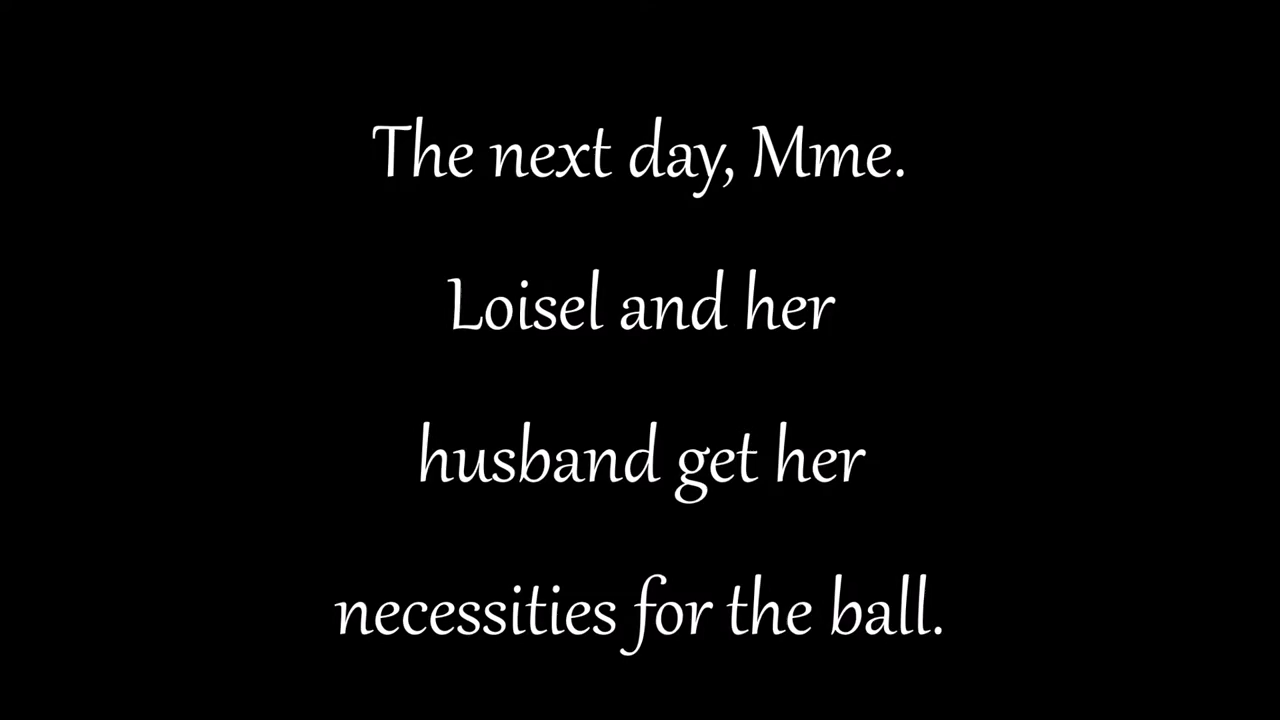 The next day, Mme.
Loisel and her
husband get her
necessities for the ball.